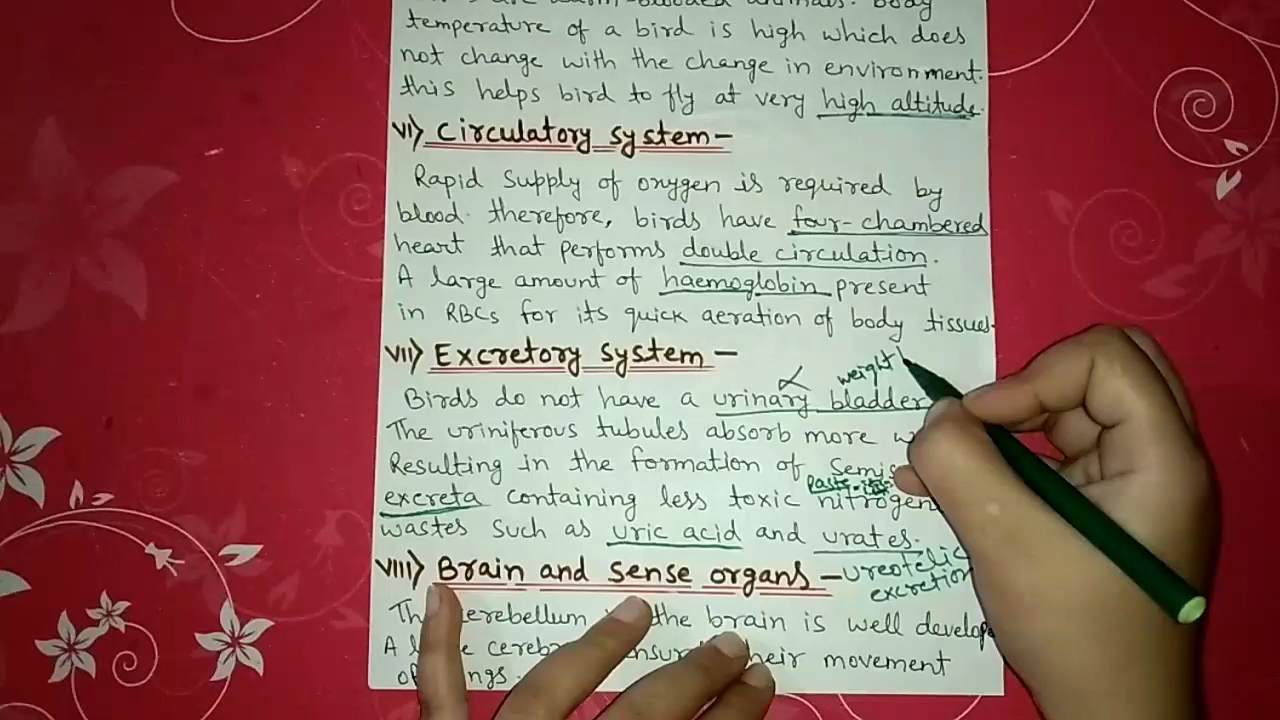 temperature of a bird is high which does
not change with the change in environment.
this helps bird to fly at very high altitude.
VI) Circulatory system-
Rapid supply of oxygen is required by
blood. therefore, birds have four-chambered
heart that performs double circulation.
A large amount of haemoglobin present
in RBCs for its quick aeration of body tissues.
VII) Excretory system-
weight
Birds do not have a urinary bladder
The uriniferous tubules absorb more
Resulting in the formation of
excreta containing less toxic
wastes such as uric acid and urates.
VIII) Brain and sense organs - ureotelic
excretion
the brain is well
their movement